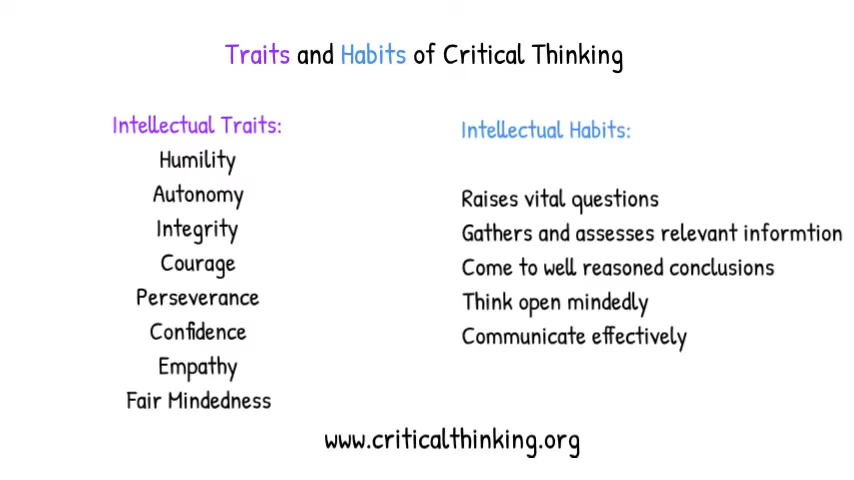 Traits and Habits of Critical Thinking
Intellectual Traits:
Humility
Autonomy
Integrity
Courage
Perseverance
Confidence
Empathy
Fair Mindedness
Intellectual Habits:
Raises vital questions
Gathers and assesses relevant informtion
Come to well reasoned conclusions
Think open mindedly
Communicate effectively
www.criticalthinking.org